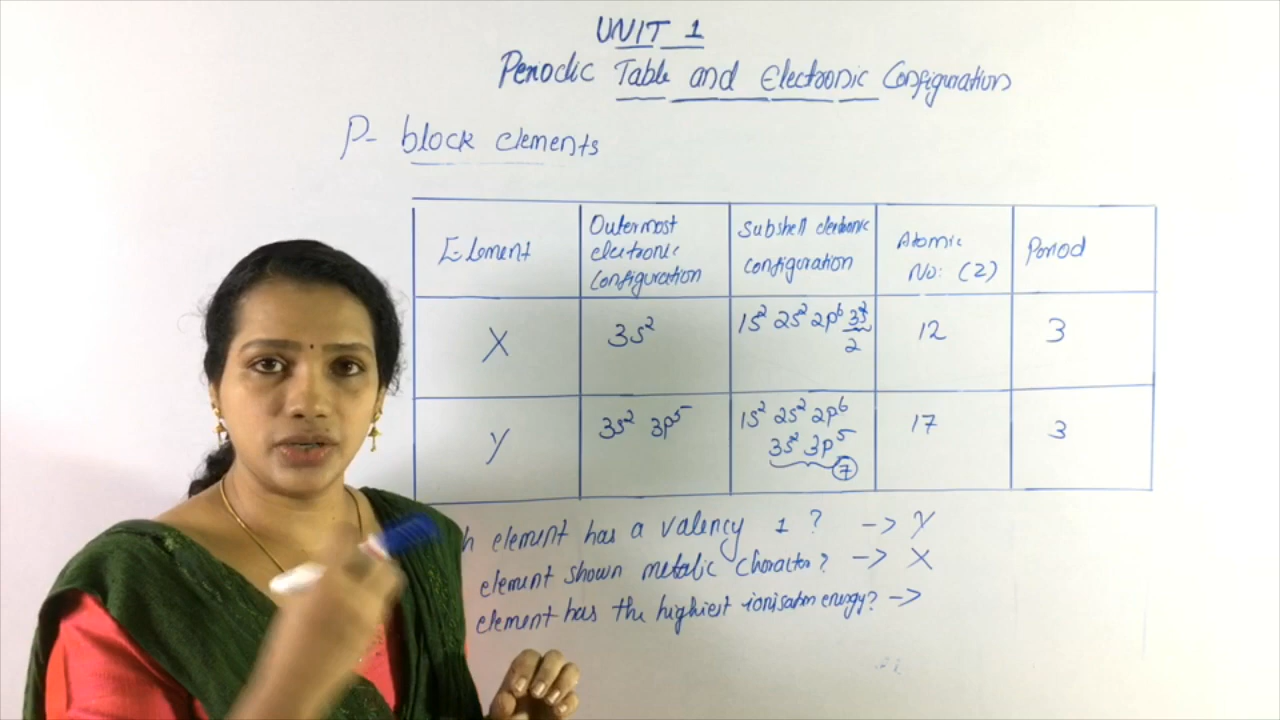 UNIT 1
Periodic Table and Electronic Configuration
P- block elements
Element
Outermost
electronic
configuration
Subshell electronic
configuration
Atomic
No: (Z)
Period
X
3s²
1s² 2s² 2p⁶ 3s²
2
12
3
Y
3s² 3p⁵
1s² 2s² 2p⁶
3s² 3p⁵
7
17
3
h element has a valency 1 ? -> Y
element shown metalic character? -> X
element has the highiest ionisation energy? ->